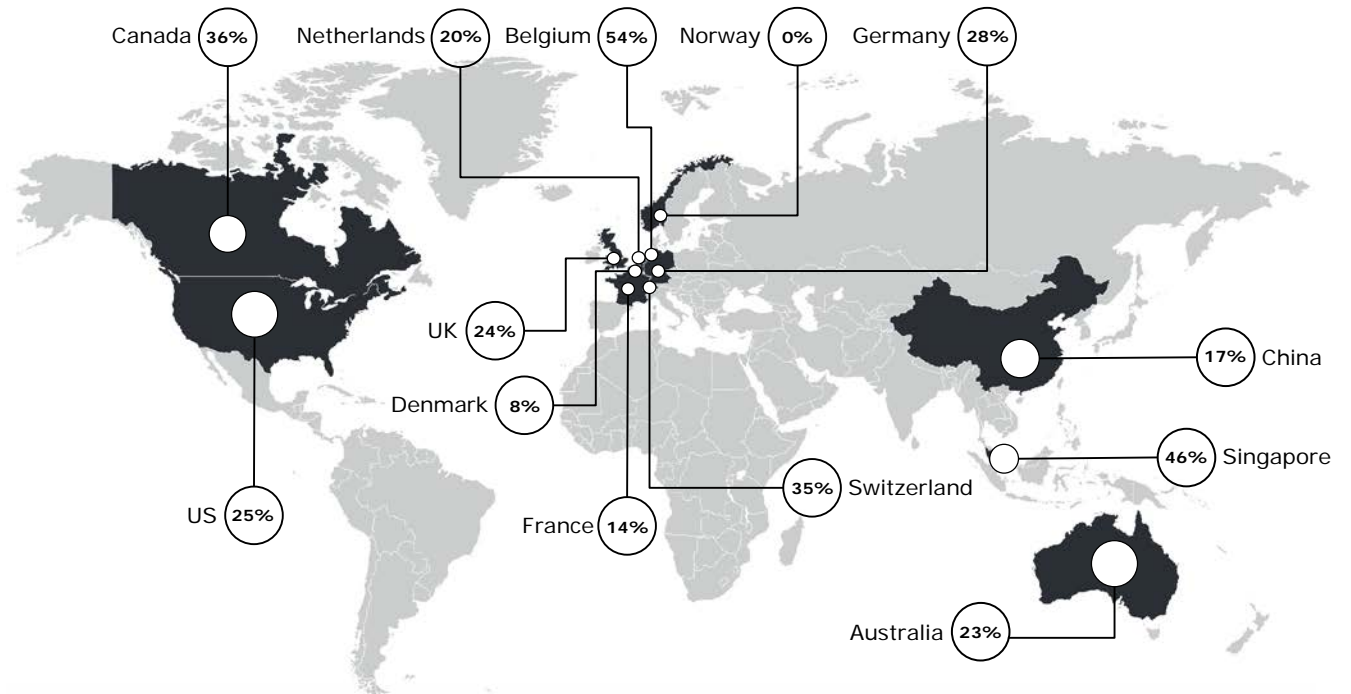 Canada 36%
Netherlands 20%
Belgium 54%
Norway 0%
Germany 28%
UK 24%
17% China
Denmark 8%
46% Singapore
35% Switzerland
US 25%
France 14%
Australia 23%